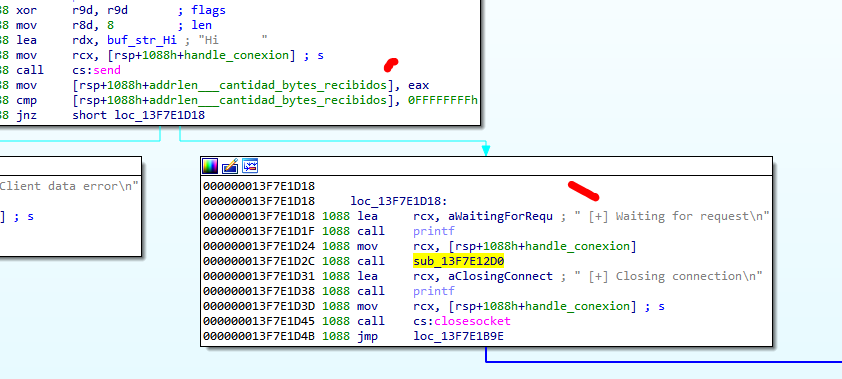 88 xor r9d, r9d ; flags
88 mov r8d, 8 ; len
88 lea rdx, buf_str_Hi ; "Hi "
88 mov rcx, [rsp+1088h+handle_conexion] ; s
88 call cs:send
88 mov [rsp+1088h+addrlen___cantidad_bytes_recibidos], eax
88 cmp [rsp+1088h+addrlen___cantidad_bytes_recibidos], 0FFFFFFFFh
88 jnz short loc_13F7E1D18
Client data error\n"
] ; s
000000013F7E1D18
000000013F7E1D18 loc_13F7E1D18:
000000013F7E1D18 1088 lea rcx, aWaitingForRequ ; " [+] Waiting for request\n"
000000013F7E1D1F 1088 call printf
000000013F7E1D24 1088 mov rcx, [rsp+1088h+handle_conexion]
000000013F7E1D2C 1088 call sub_13F7E12D0
000000013F7E1D31 1088 lea rcx, aClosingConnect ; " [+] Closing connection\n"
000000013F7E1D38 1088 call printf
000000013F7E1D3D 1088 mov rcx, [rsp+1088h+handle_conexion] ; s
000000013F7E1D45 1088 call cs:closesocket
000000013F7E1D4B 1088 jmp loc_13F7E1B9E